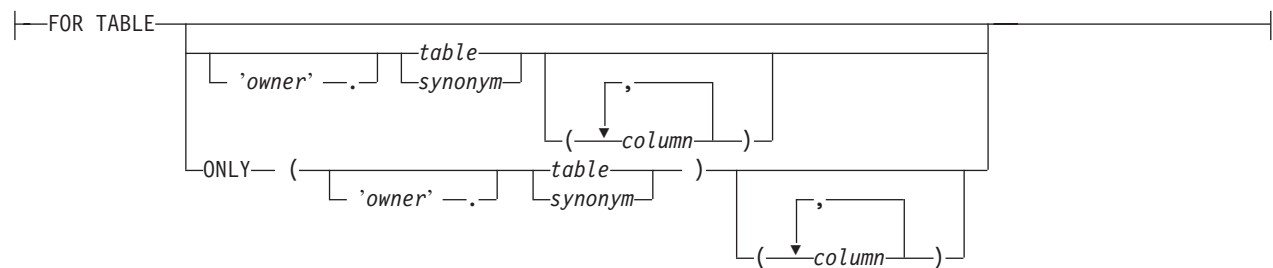 FOR TABLE
table
'owner' . synonym ,
( column )
ONLY ( table )
'owner' . synonym ,
( column )